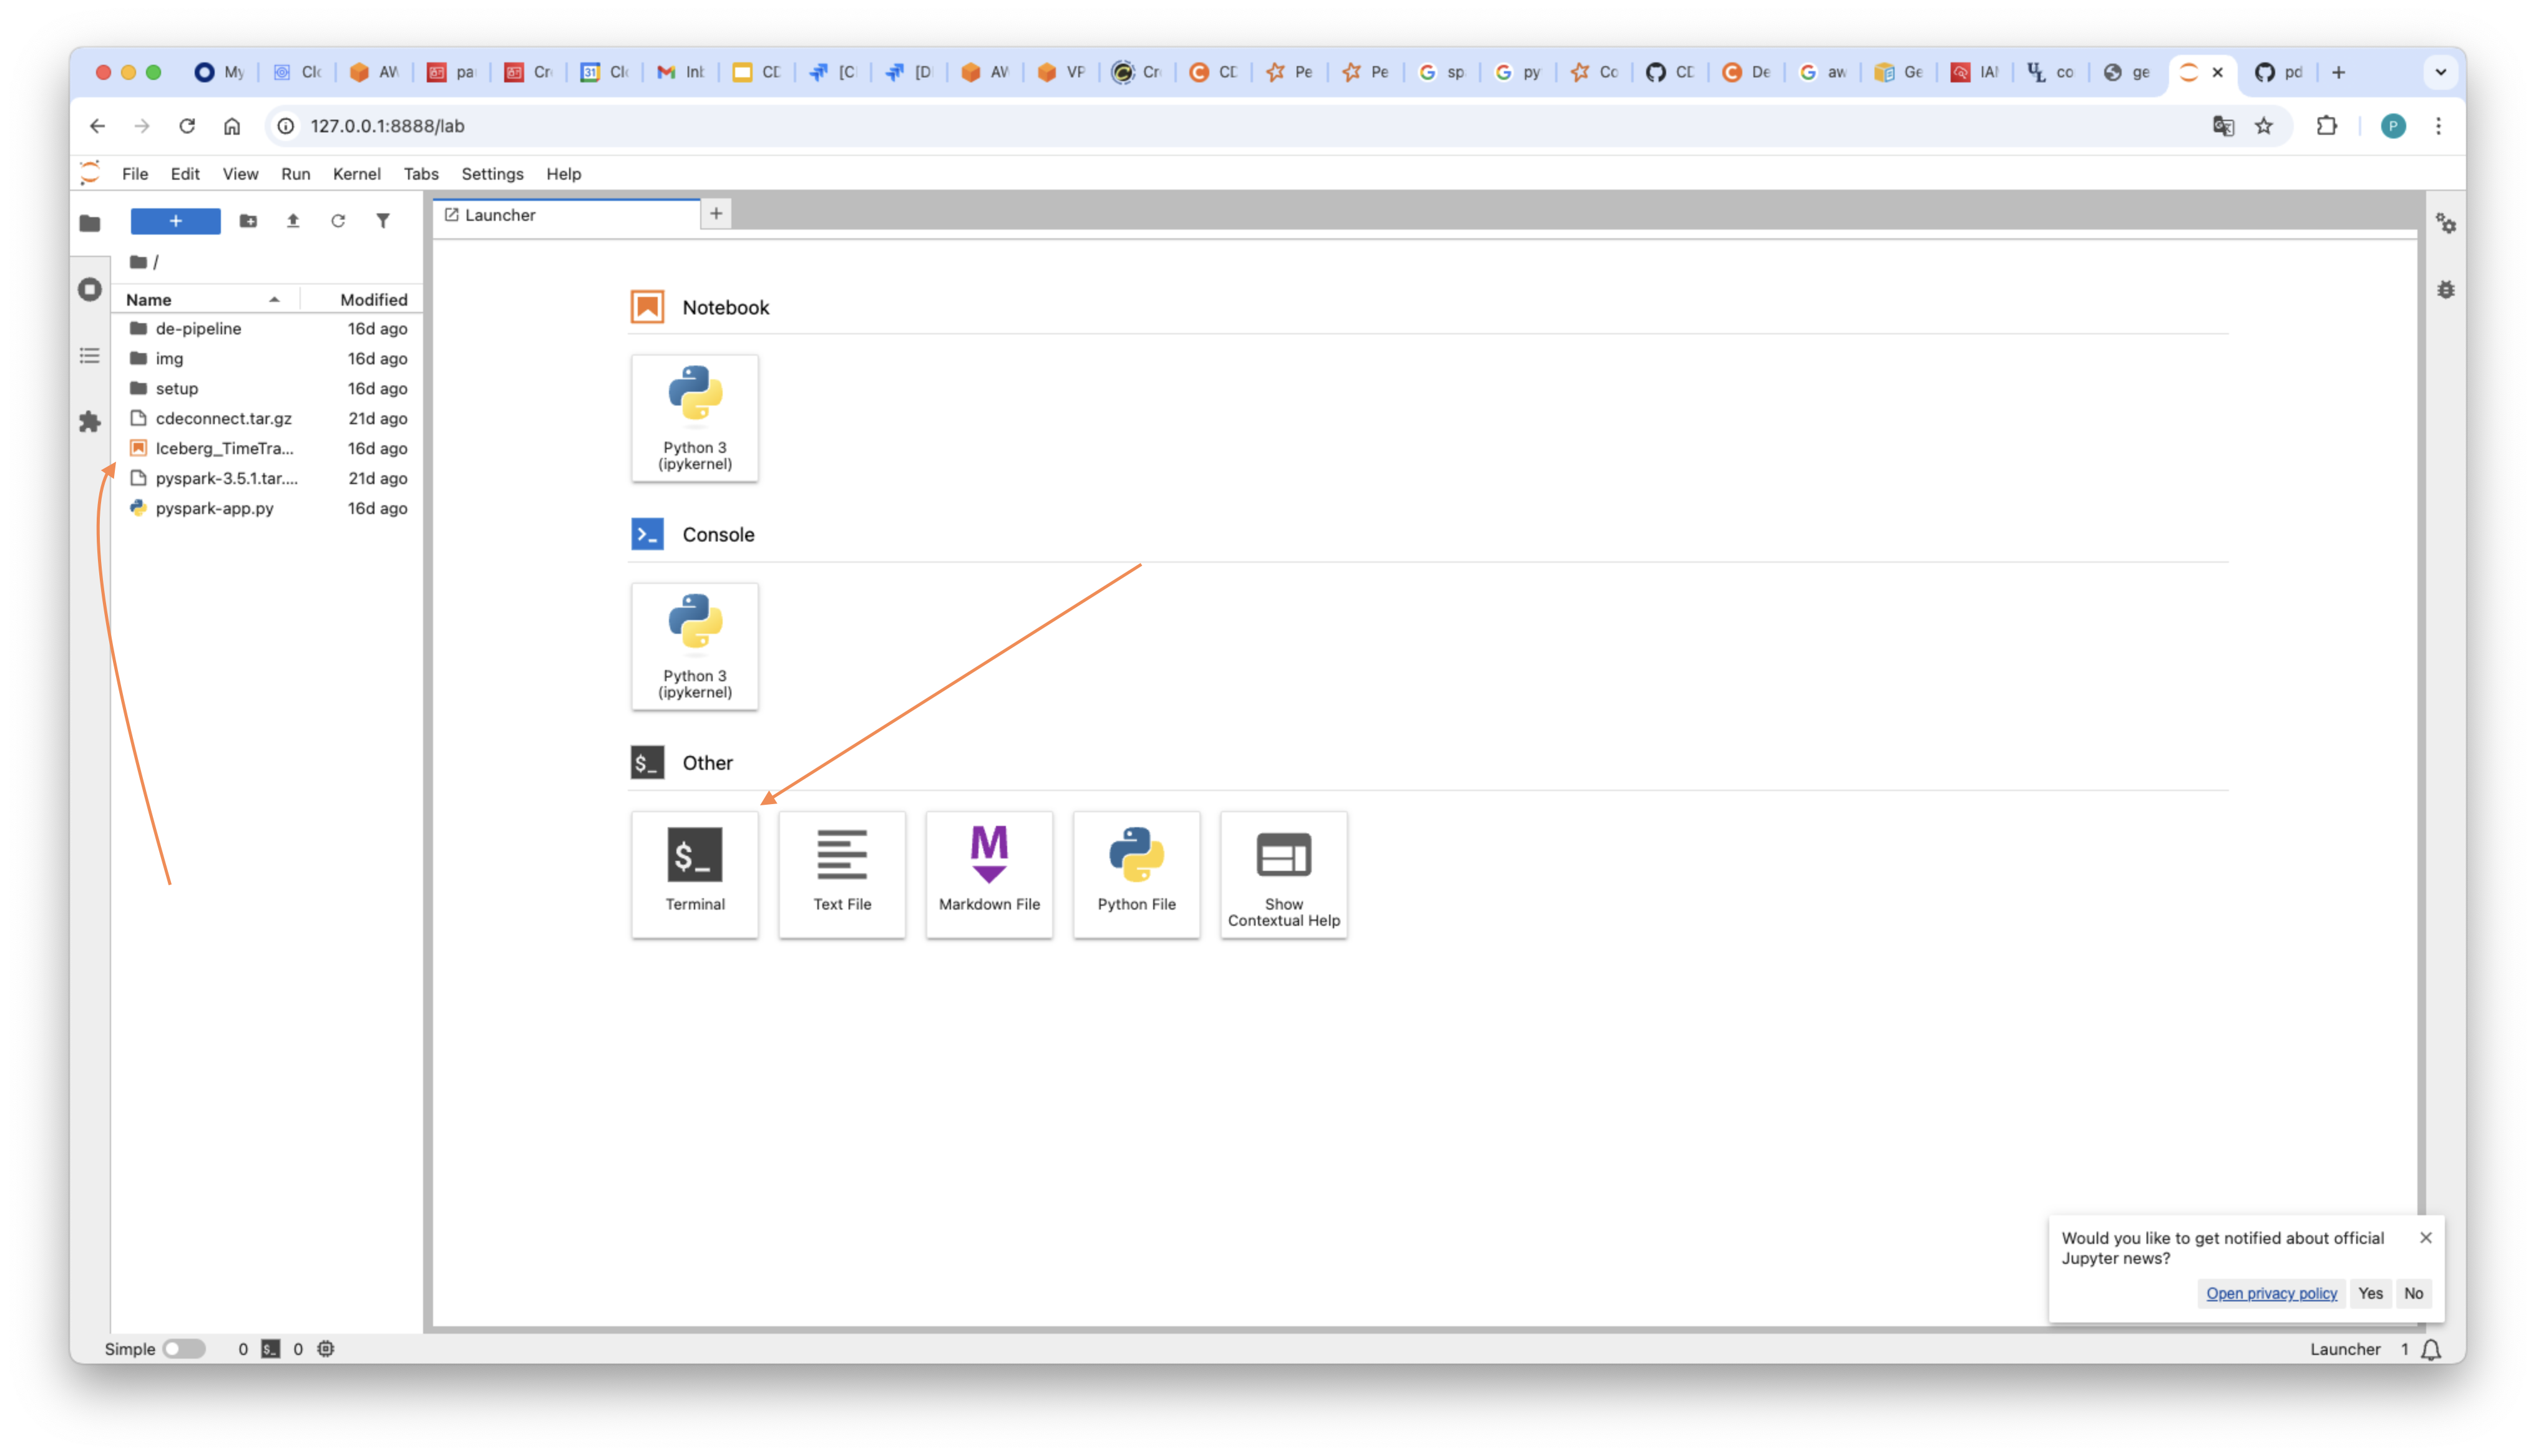 My Clc AW pa Cr Clc Int CD [C [D AW VP Cr CD Pe Pe sp py Co CD De aw Ge IAI co ge pd
127.0.0.1:8888/lab P
File Edit View Run Kernel Tabs Settings Help
+ Launcher +
/
Name Modified
de-pipeline 16d ago
img 16d ago
setup 16d ago
cdeconnect.tar.gz 21d ago
Iceberg_TimeTra... 16d ago
pyspark-3.5.1.tar.... 21d ago
pyspark-app.py 16d ago
Notebook
Python 3
(ipykernel)
Console
Python 3
(ipykernel)
$_ Other
$_ M
Terminal Text File Markdown File Python File Show
Contextual Help
Would you like to get notified about official
Jupyter news?
Open privacy policy Yes No
Simple 0 $_ 0 Launcher 1